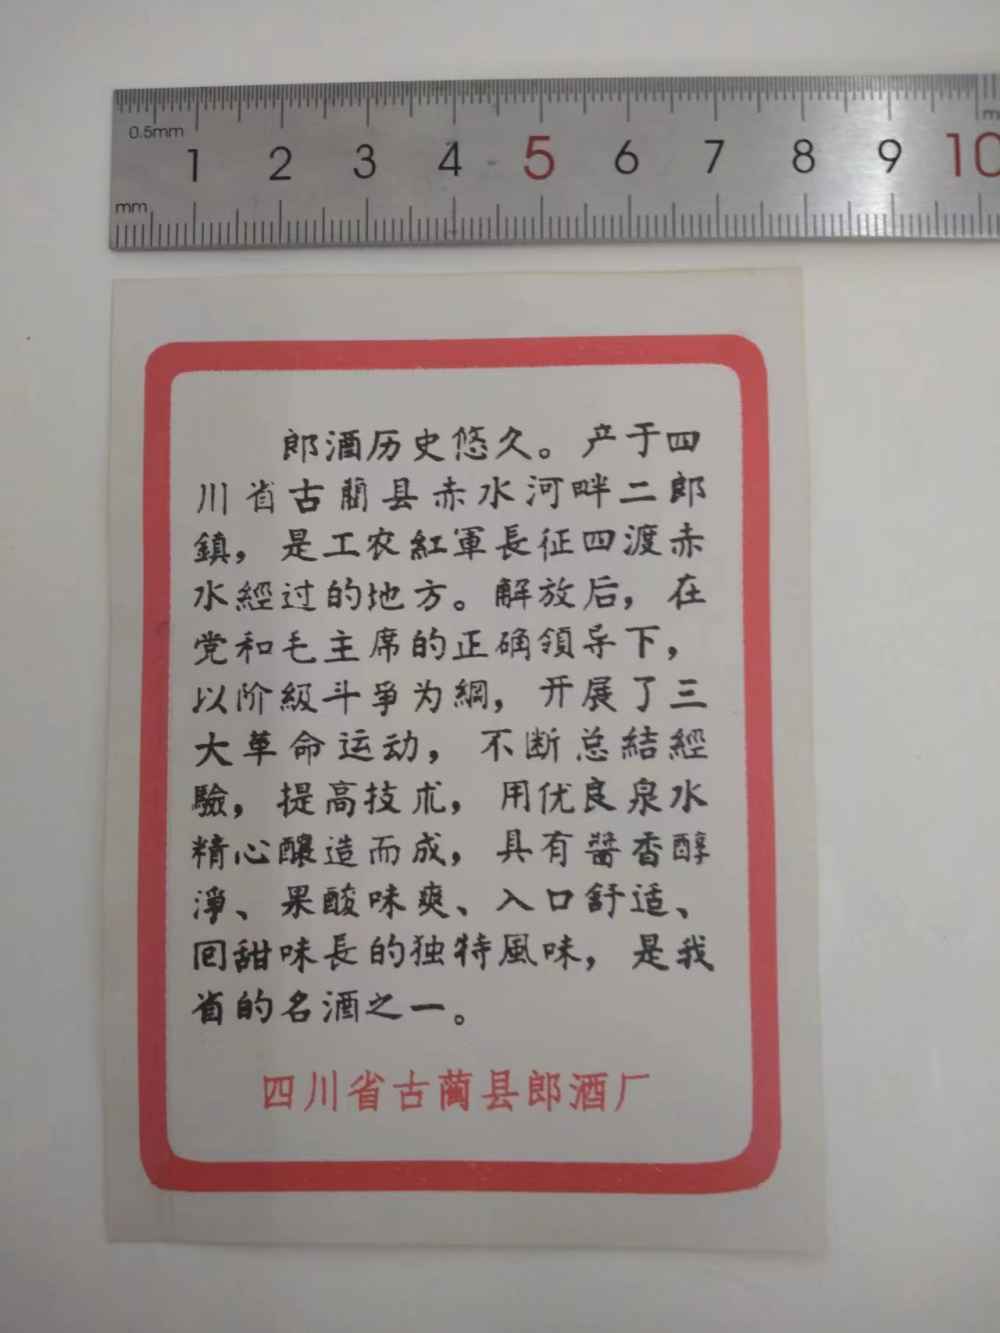 0.5mm
1 2 3 4 5 6 7 8 9 10
mm
郎酒历史悠久。产于四
川省古藺县赤水河畔二郎
鎮，是工农紅軍長征四渡赤
水經过的地方。解放后，在
党和毛主席的正确領导下，
以阶級斗爭为綱，开展了三
大革命运动，不断总結經
驗，提高技朮，用优良泉水
精心釀造而成，具有醬香醇
淨、果酸味爽、入口舒适、
回甜味長的独特風味，是我
省的名酒之一。
四川省古藺县郎酒厂